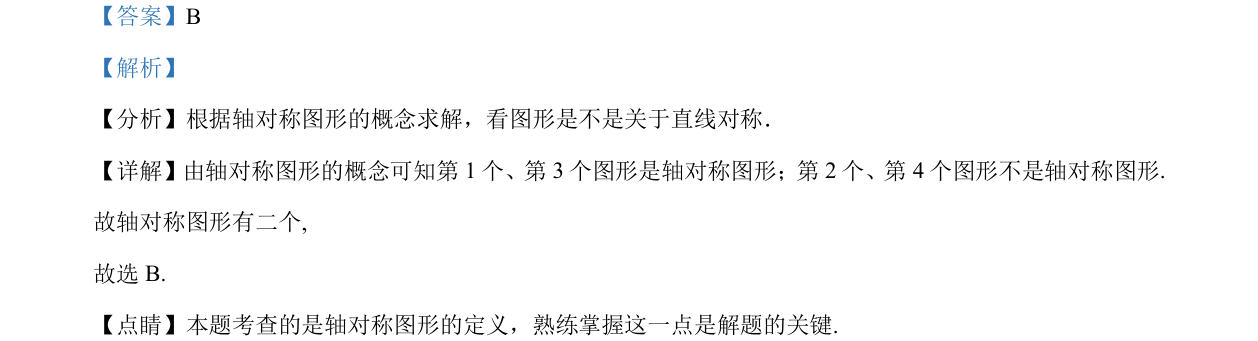 【答案】B
【解析】
【分析】根据轴对称图形的概念求解，看图形是不是关于直线对称．
【详解】由轴对称图形的概念可知第 1 个、第 3 个图形是轴对称图形；第 2 个、第 4 个图形不是轴对称图形.
故轴对称图形有二个,
故选 B.
【点睛】本题考查的是轴对称图形的定义，熟练掌握这一点是解题的关键.